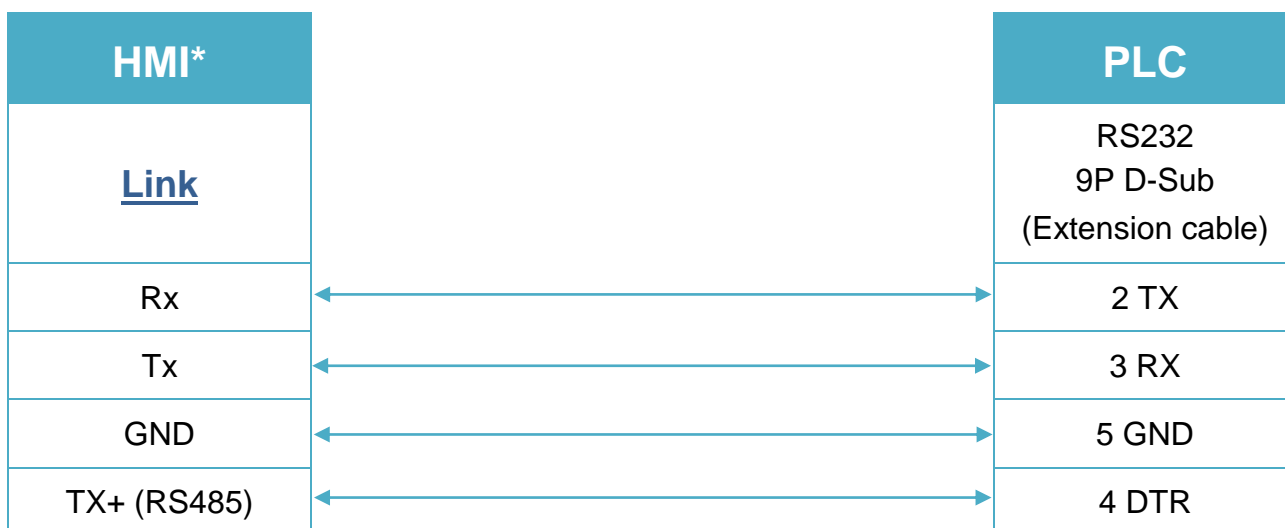 HMI*
PLC
Link
RS232
9P D-Sub
(Extension cable)
Rx
2 TX
Tx
3 RX
GND
5 GND
TX+ (RS485)
4 DTR